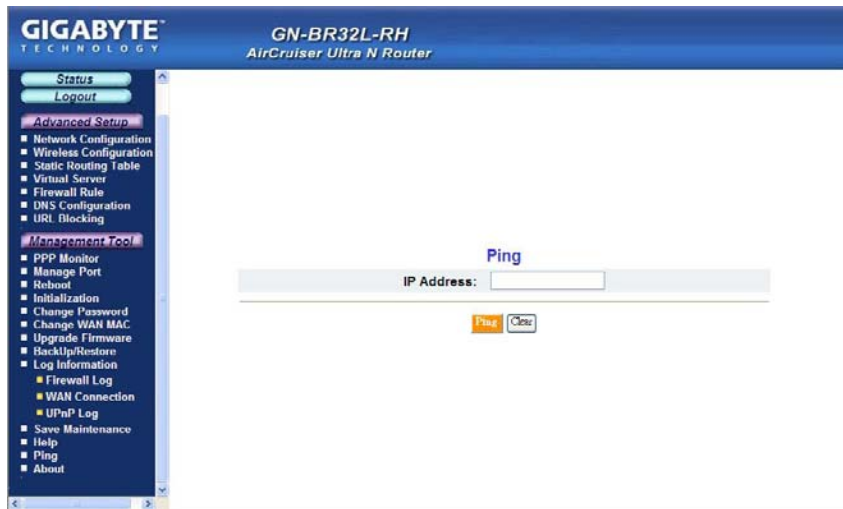 GIGABYTE™
TECHNOLOGY
GN-BR32L-RH
AirCruiser Ultra N Router
Status
Logout
Advanced Setup
Network Configuration
Wireless Configuration
Static Routing Table
Virtual Server
Firewall Rule
DNS Configuration
URL Blocking
Management Tool
PPP Monitor
Manage Port
Reboot
Initialization
Change Password
Change WAN MAC
Upgrade Firmware
BackUp/Restore
Log Information
Firewall Log
WAN Connection
UPnP Log
Save Maintenance
Help
Ping
About
Ping
IP Address:
Ping Clear